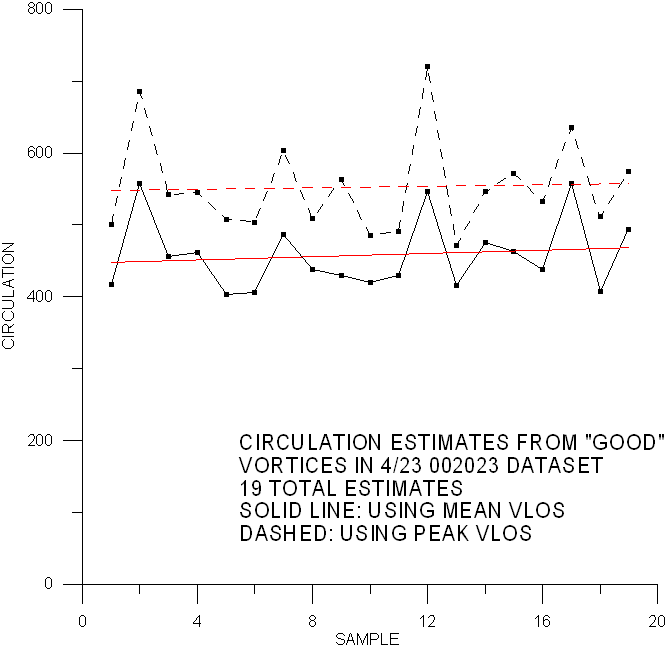 800
600
CIRCULATION
400
200
CIRCULATION ESTIMATES FROM "GOOD"
VORTICES IN 4/23 002023 DATASET
19 TOTAL ESTIMATES
SOLID LINE: USING MEAN VLOS
DASHED: USING PEAK VLOS
0
0 4 8 12 16 20
SAMPLE